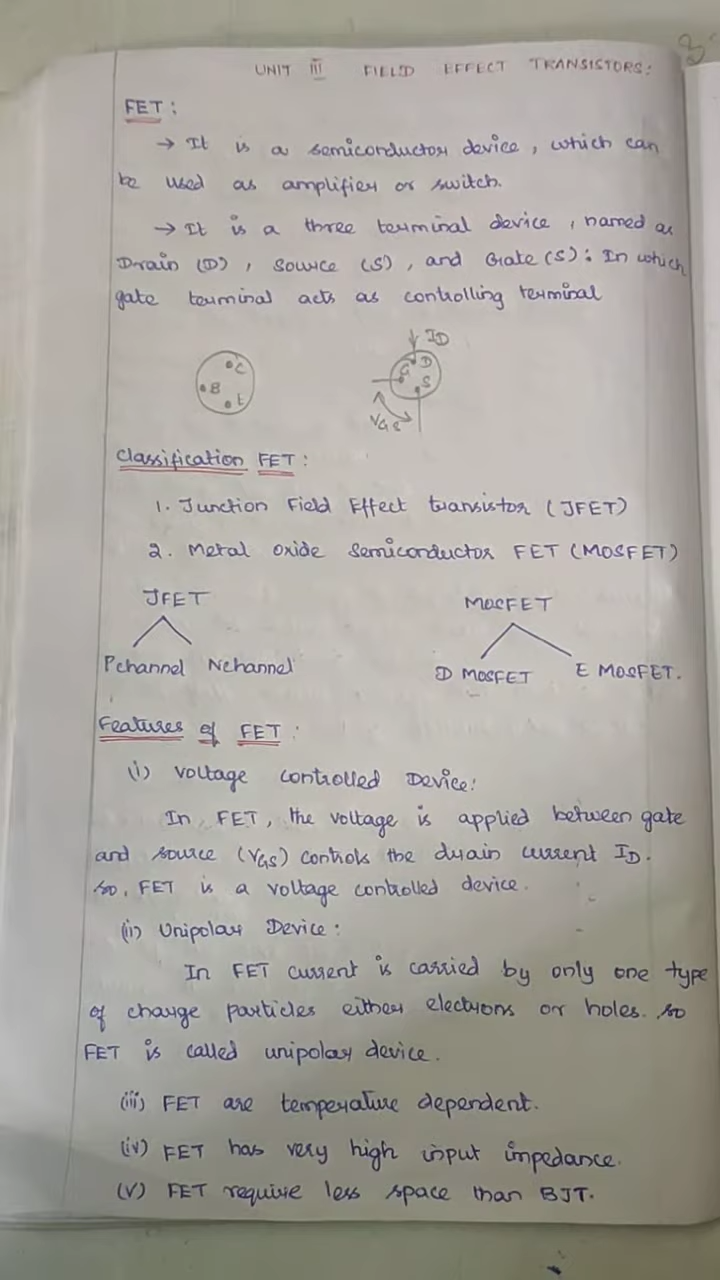 UNIT III FIELD EFFECT TRANSISTORS:
FET:
→ It is a semiconductor device, which can
be used as amplifier or switch.
→ It is a three terminal device, named as
Drain (D), Source (S), and Gate (S): In which
gate terminal acts as controlling terminal
ID
C
B
E
D
G
S
VGS
Classification FET:
1. Junction Field Effect transistor (JFET)
2. Metal Oxide Semiconductor FET (MOSFET)
JFET MOSFET
Pchannel Nchannel D MOSFET E MOSFET.
Features of FET:
(i) Voltage controlled Device:
In FET, the voltage is applied between gate
and source (VGS) controls the drain current ID.
so, FET is a voltage controlled device.
(ii) Unipolar Device:
In FET current is carried by only one type
of charge particles either electrons or holes. so
FET is called unipolar device.
(iii) FET are temperature dependent.
(iv) FET has very high input impedance.
(V) FET require less space than BJT.